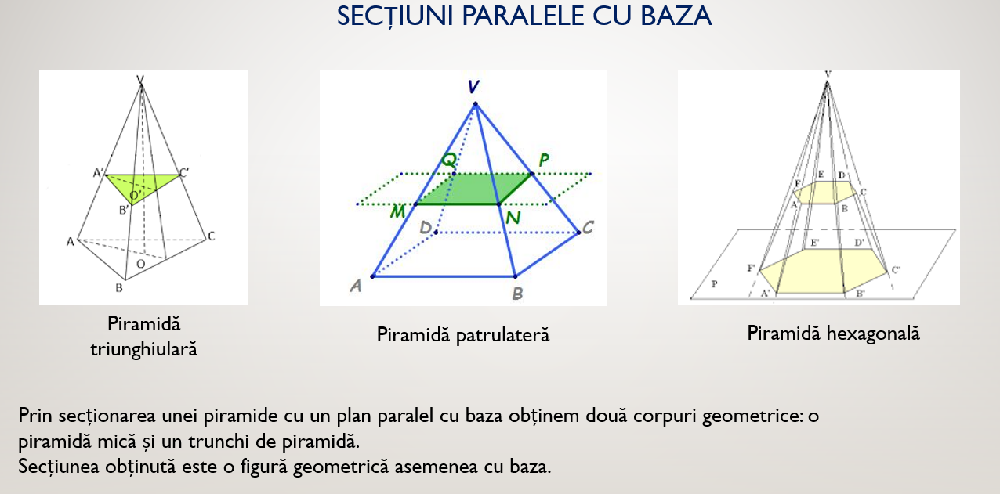 SECȚIUNI PARALELE CU BAZA
V
A'
C'
O'
B'
A
C
O
B
Piramidă
triunghiulară
V
Q
P
M
N
D
C
A
B
Piramidă patrulateră
V
E
D
F
C
A
B
E'
D'
F'
C'
P
A'
B'
Piramidă hexagonală
Prin secționarea unei piramide cu un plan paralel cu baza obținem două corpuri geometrice: o
piramidă mică și un trunchi de piramidă.
Secțiunea obținută este o figură geometrică asemenea cu baza.